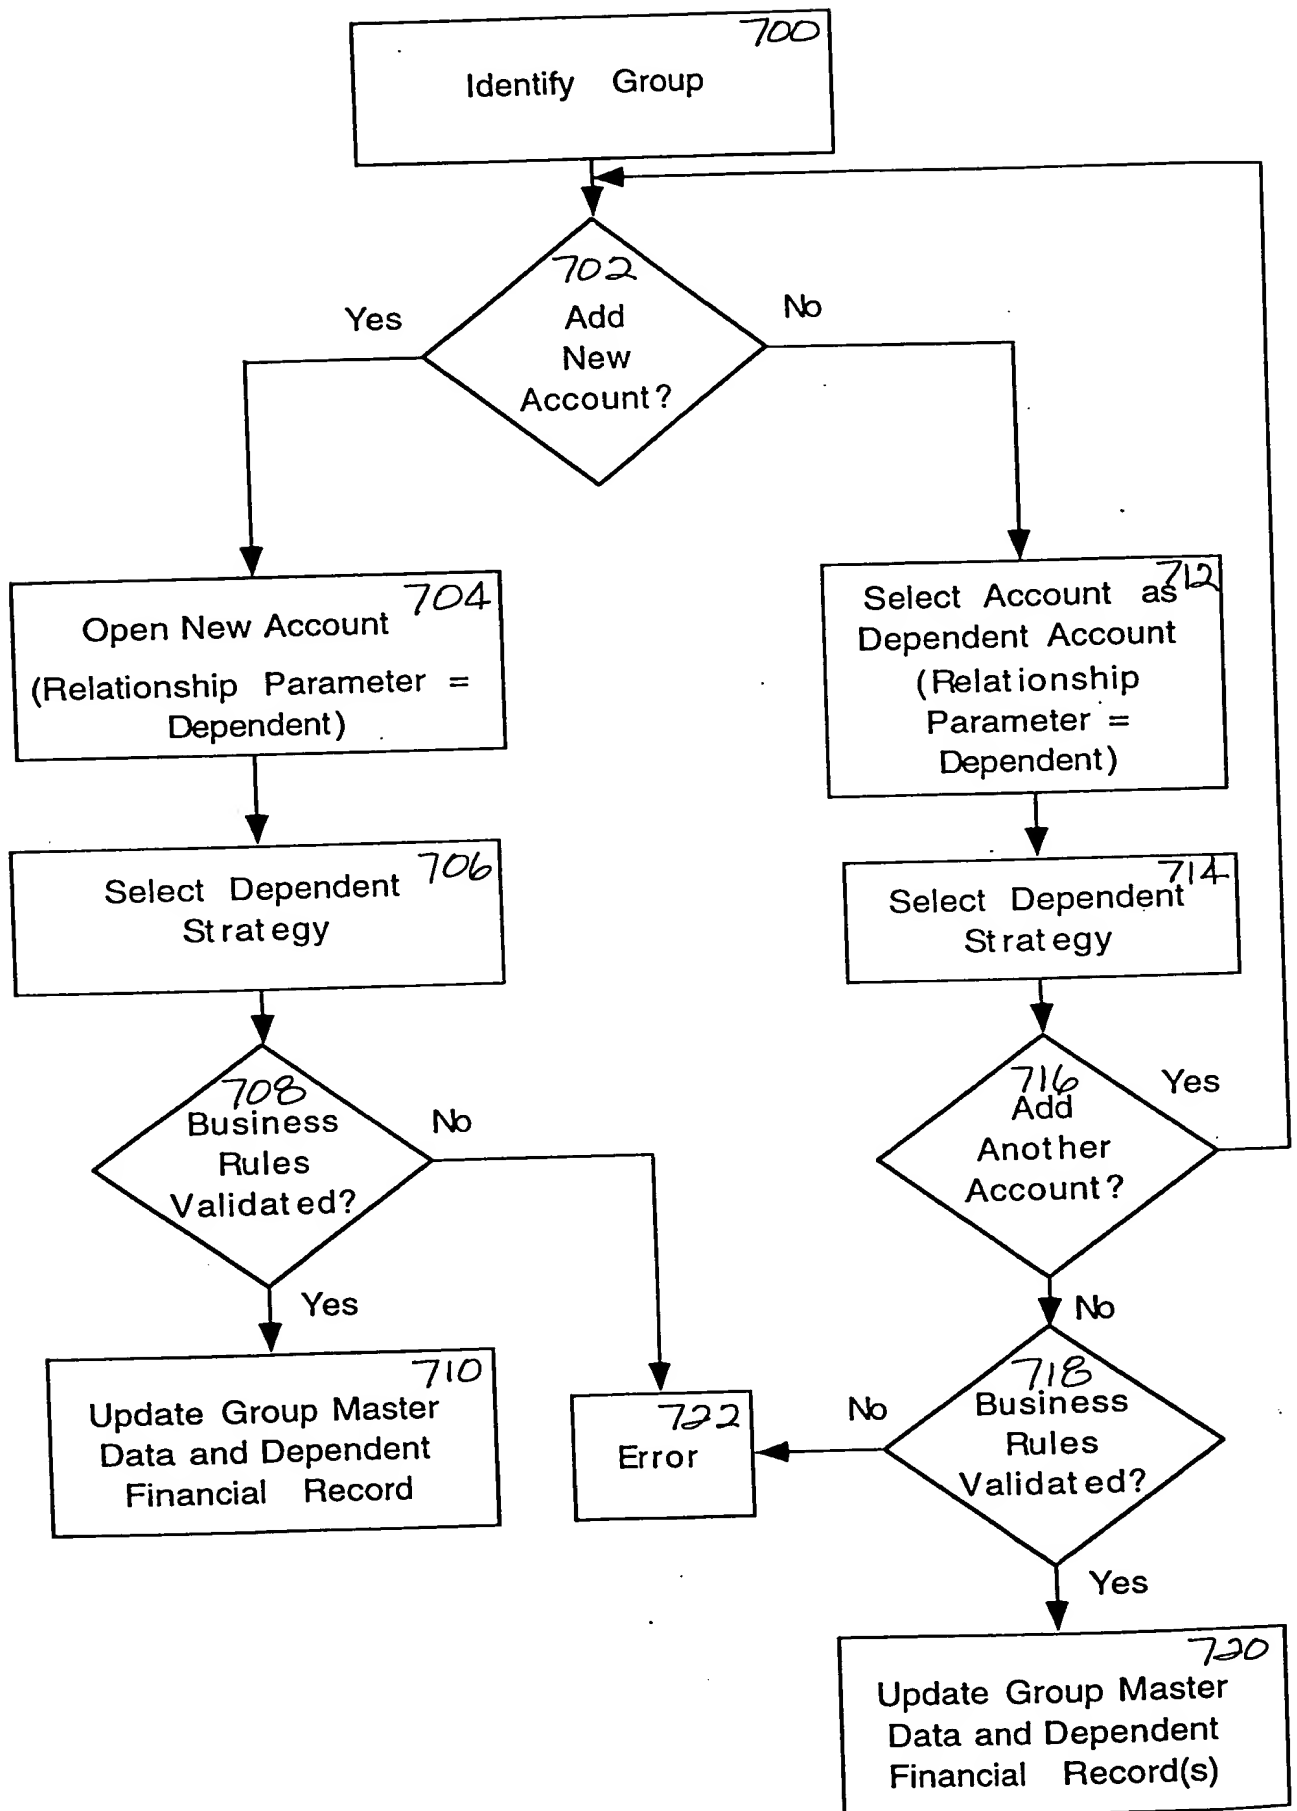 700
Identify Group
702
Add
New
Account?
Yes
No
704
Open New Account
(Relationship Parameter =
Dependent)
712
Select Account as
Dependent Account
(Relationship
Parameter =
Dependent)
706
Select Dependent
Strategy
714
Select Dependent
Strategy
708
Business
Rules
Validated?
No
Yes
716
Add
Another
Account?
Yes
No
710
Update Group Master
Data and Dependent
Financial Record
722
Error
718
Business
Rules
Validated?
No
Yes
720
Update Group Master
Data and Dependent
Financial Record(s)